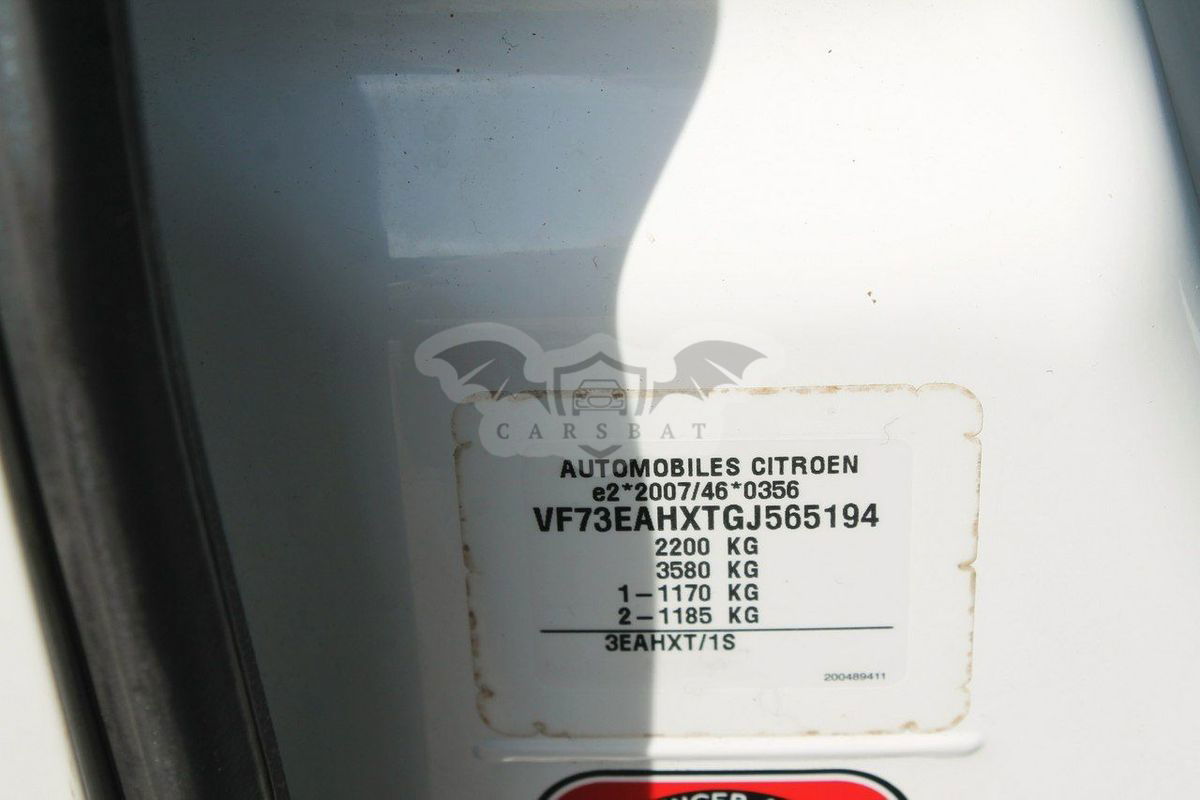 CARSBAT
AUTOMOBILES CITROEN
e2*2007/46*0356
VF73EAHXTGJ565194
2200 KG
3580 KG
1-1170 KG
2-1185 KG
3EAHXT/1S
200489411